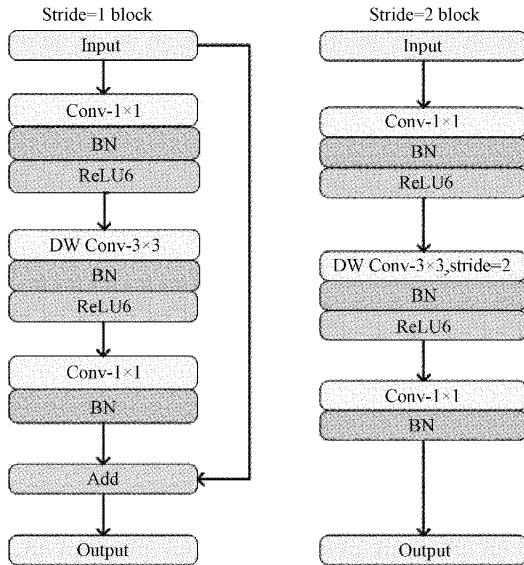 Stride=1 block
Input
Conv-1×1
BN
ReLU6
DW Conv-3×3
BN
ReLU6
Conv-1×1
BN
Add
Output
Stride=2 block
Input
Conv-1×1
BN
ReLU6
DW Conv-3×3,stride=2
BN
ReLU6
Conv-1×1
BN
Output